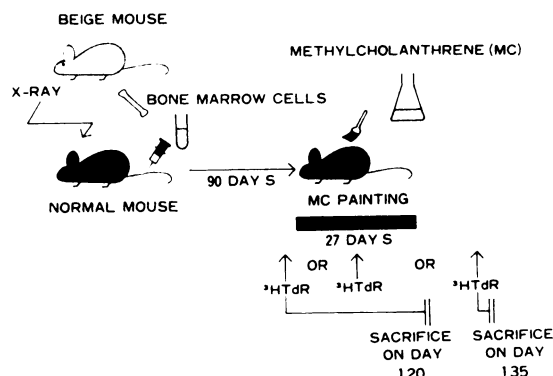 BEIGE MOUSE
METHYLCHOLANTHRENE (MC)
X-RAY
BONE MARROW CELLS
90 DAY S
NORMAL MOUSE
MC PAINTING
27 DAY S
OR
OR
³HTdR
³HTdR
³HTdR
SACRIFICE
ON DAY
120
SACRIFICE
ON DAY
135